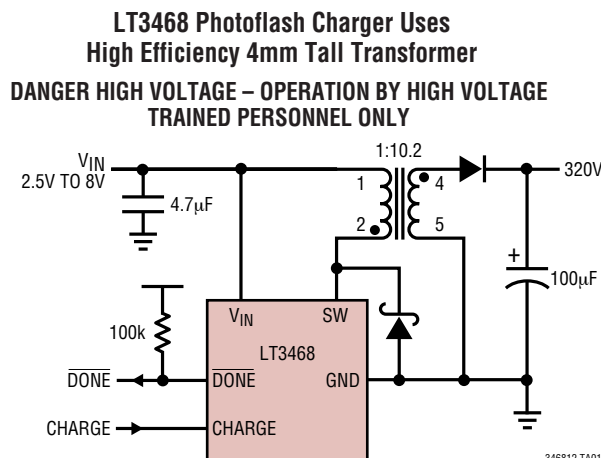 LT3468 Photoflash Charger Uses
High Efficiency 4mm Tall Transformer
DANGER HIGH VOLTAGE – OPERATION BY HIGH VOLTAGE
TRAINED PERSONNEL ONLY
1:10.2
VIN
2.5V TO 8V
320V
1
4
4.7µF
2
5
+
100µF
100k
VIN
SW
LT3468
DONE
DONE
GND
CHARGE
CHARGE
346812 TA01